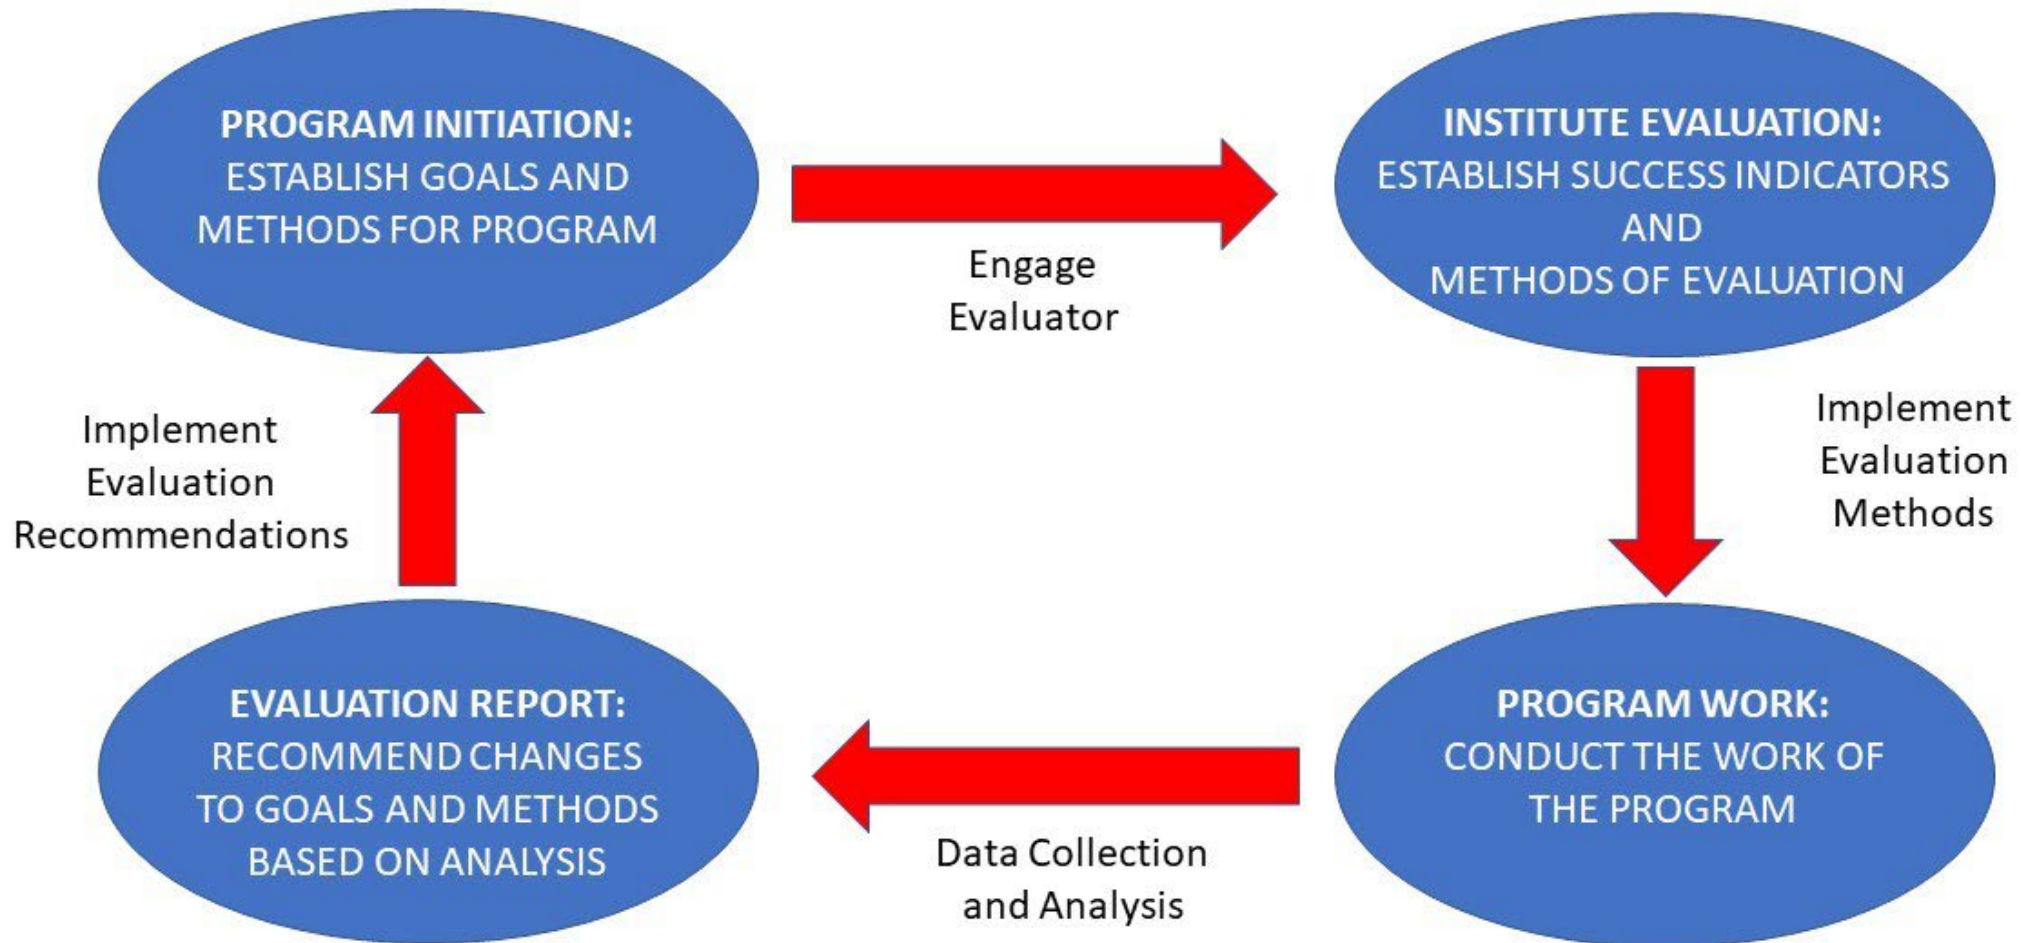 PROGRAM INITIATION:
ESTABLISH GOALS AND
METHODS FOR PROGRAM
Engage
Evaluator
INSTITUTE EVALUATION:
ESTABLISH SUCCESS INDICATORS
AND
METHODS OF EVALUATION
Implement
Evaluation
Methods
PROGRAM WORK:
CONDUCT THE WORK OF
THE PROGRAM
Data Collection
and Analysis
EVALUATION REPORT:
RECOMMEND CHANGES
TO GOALS AND METHODS
BASED ON ANALYSIS
Implement
Evaluation
Recommendations